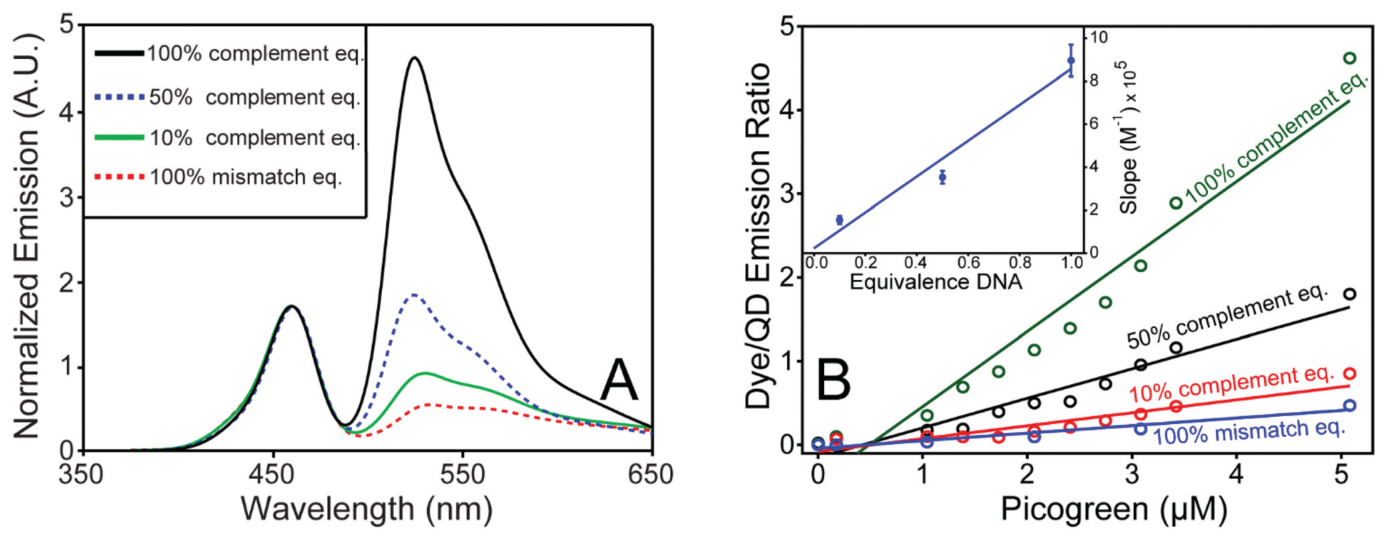 Normalized Emission (A.U.)
5
4
3
2
1
0
100% complement eq.
50% complement eq.
10% complement eq.
100% mismatch eq.
A
350
450
550
650
Wavelength (nm)
Dye/QD Emission Ratio
5
4
3
2
1
0
10
8
6
4
2
0
Slope (M⁻¹) x 10⁵
0.0
0.2
0.4
0.6
0.8
1.0
Equivalence DNA
100% complement eq.
50% complement eq.
10% complement eq.
100% mismatch eq.
B
0
1
2
3
4
5
Picogreen (µM)